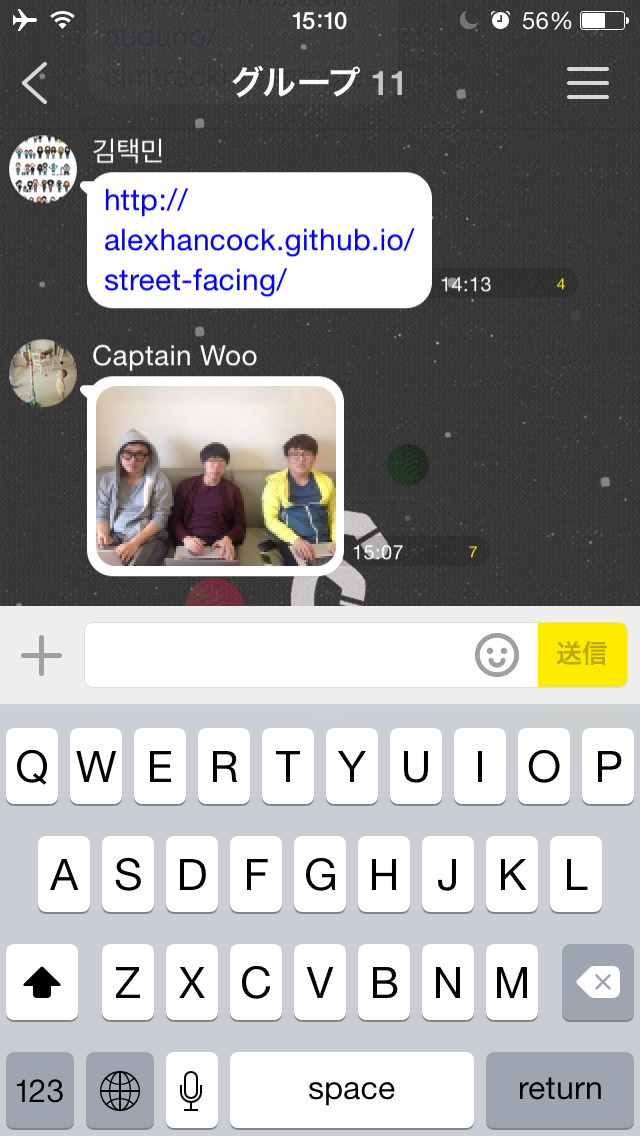 15:10
56%
auduno/
グループ 11
김택민
http://
alexhancock.github.io/
street-facing/
14:13
4
Captain Woo
15:07
7
送信
Q W E R T Y U I O P
A S D F G H J K L
Z X C V B N M
123
space
return